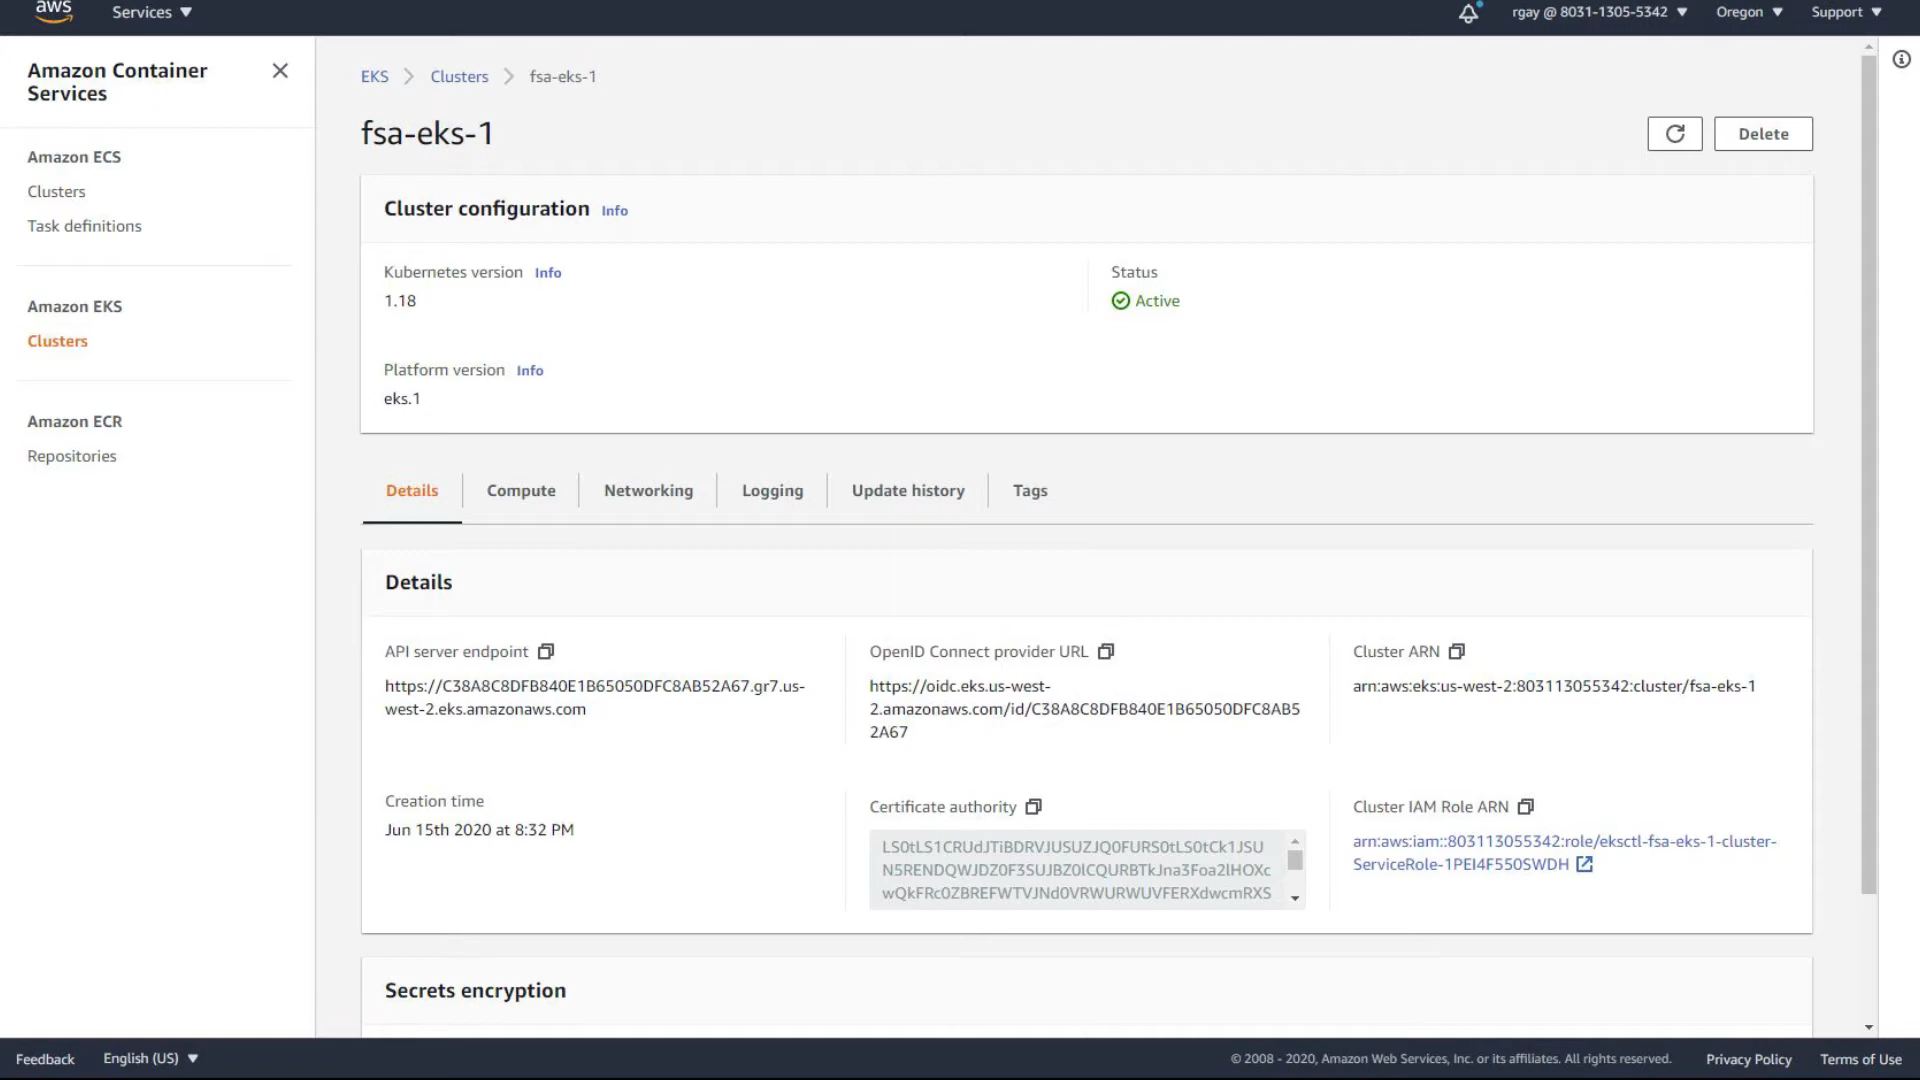 aws
Services
rgay @ 8031-1305-5342
Oregon
Support
Amazon Container
Services
Amazon ECS
Clusters
Task definitions
Amazon EKS
Clusters
Amazon ECR
Repositories
EKS > Clusters > fsa-eks-1
fsa-eks-1
Delete
Cluster configuration Info
Kubernetes version Info
1.18
Status
Active
Platform version Info
eks.1
Details
Compute
Networking
Logging
Update history
Tags
Details
API server endpoint
https://C38A8C8DFB840E1B65050DFC8AB52A67.gr7.us-
west-2.eks.amazonaws.com
OpenID Connect provider URL
https://oidc.eks.us-west-
2.amazonaws.com/id/C38A8C8DFB840E1B65050DFC8AB5
2A67
Cluster ARN
arn:aws:eks:us-west-2:803113055342:cluster/fsa-eks-1
Creation time
Jun 15th 2020 at 8:32 PM
Certificate authority
LS0tLS1CRUdJTiBDRVJUSUZJQ0FURS0tLS0tCk1JSU
N5RENDQWJDZ0F3SUJBZ0lCQURBTkJna3Foa2lHOXc
wQkFRc0ZBREFWTVJNd0VRWURWUVFERXdwcmRXS
Cluster IAM Role ARN
arn:aws:iam::803113055342:role/eksctl-fsa-eks-1-cluster-
ServiceRole-1PEI4F550SWDH
Secrets encryption
Feedback
English (US)
© 2008 - 2020, Amazon Web Services, Inc. or its affiliates. All rights reserved.
Privacy Policy
Terms of Use